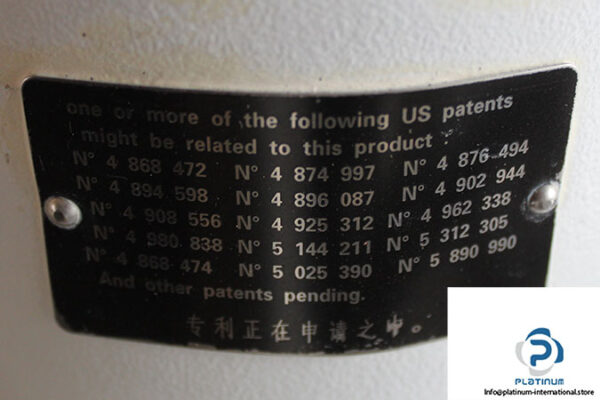 one or more of the following US patents
might be related to this product :
N° 4 868 472 N° 4 874 997 N° 4 876 494
N° 4 894 598 N° 4 896 087 N° 4 902 944
N° 4 908 556 N° 4 925 312 N° 4 962 338
N° 4 980 838 N° 5 144 211 N° 5 312 305
N° 4 868 474 N° 5 025 390 N° 5 890 990
And other patents pending.
专利正在申请之中。
PLATINUM
Info@platinum-international.store